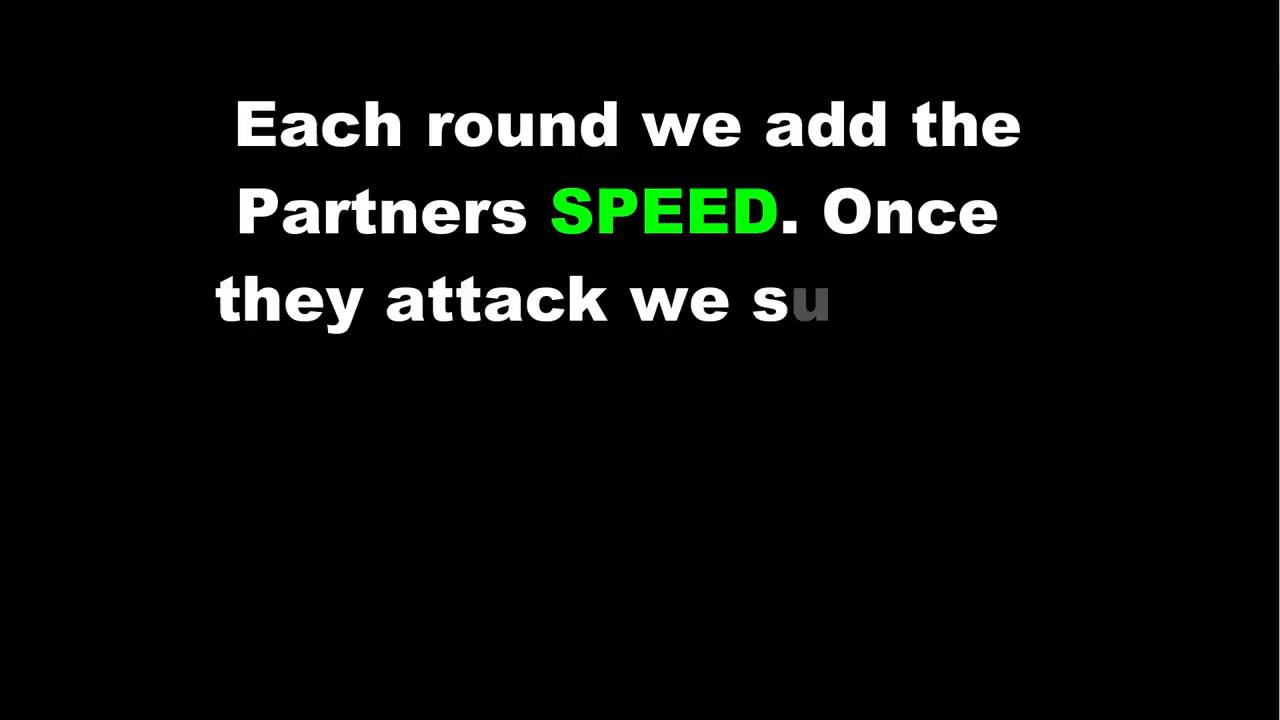 Each round we add the
Partners SPEED. Once
they attack we su